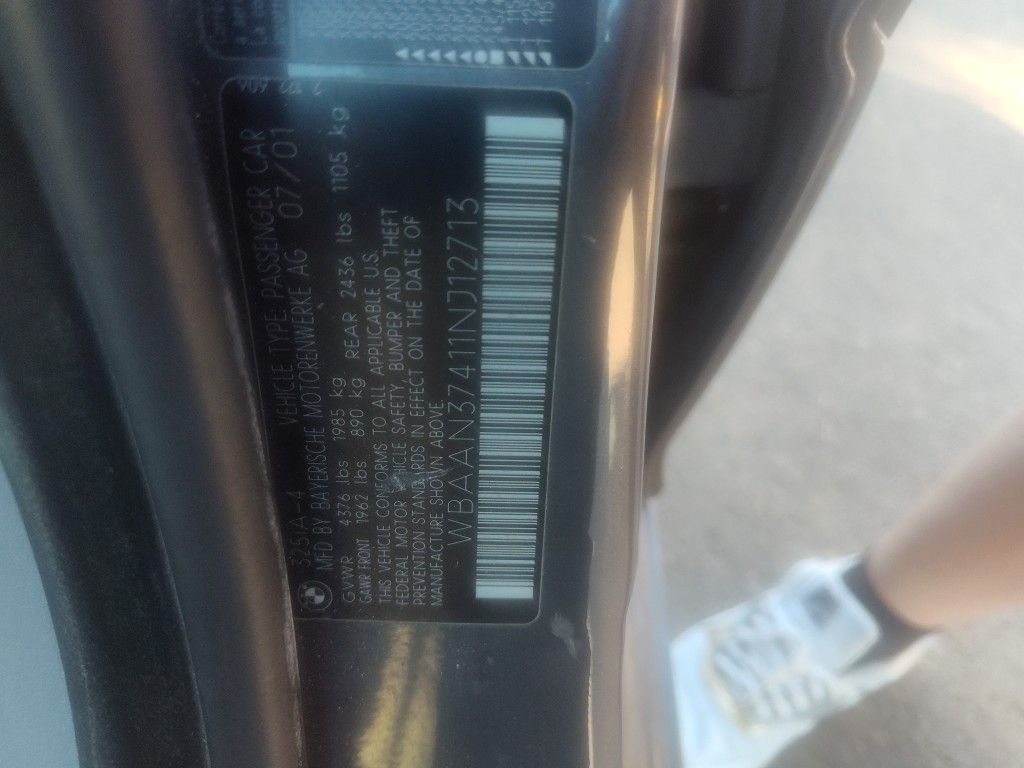 325iA-4 VEHICLE TYPE: PASSENGER CAR
MFD BY BAYERISCHE MOTORENWERKE AG 07/01
GVWR 4376 lbs 1985 kg
GAWR FRONT 1962 lbs 890 kg REAR 2436 lbs 1105 kg
THIS VEHICLE CONFORMS TO ALL APPLICABLE U.S.
FEDERAL MOTOR VEHICLE SAFETY, BUMPER AND THEFT
PREVENTION STANDARDS IN EFFECT ON THE DATE OF
MANUFACTURE SHOWN ABOVE.
WBAAN37411NJ12713